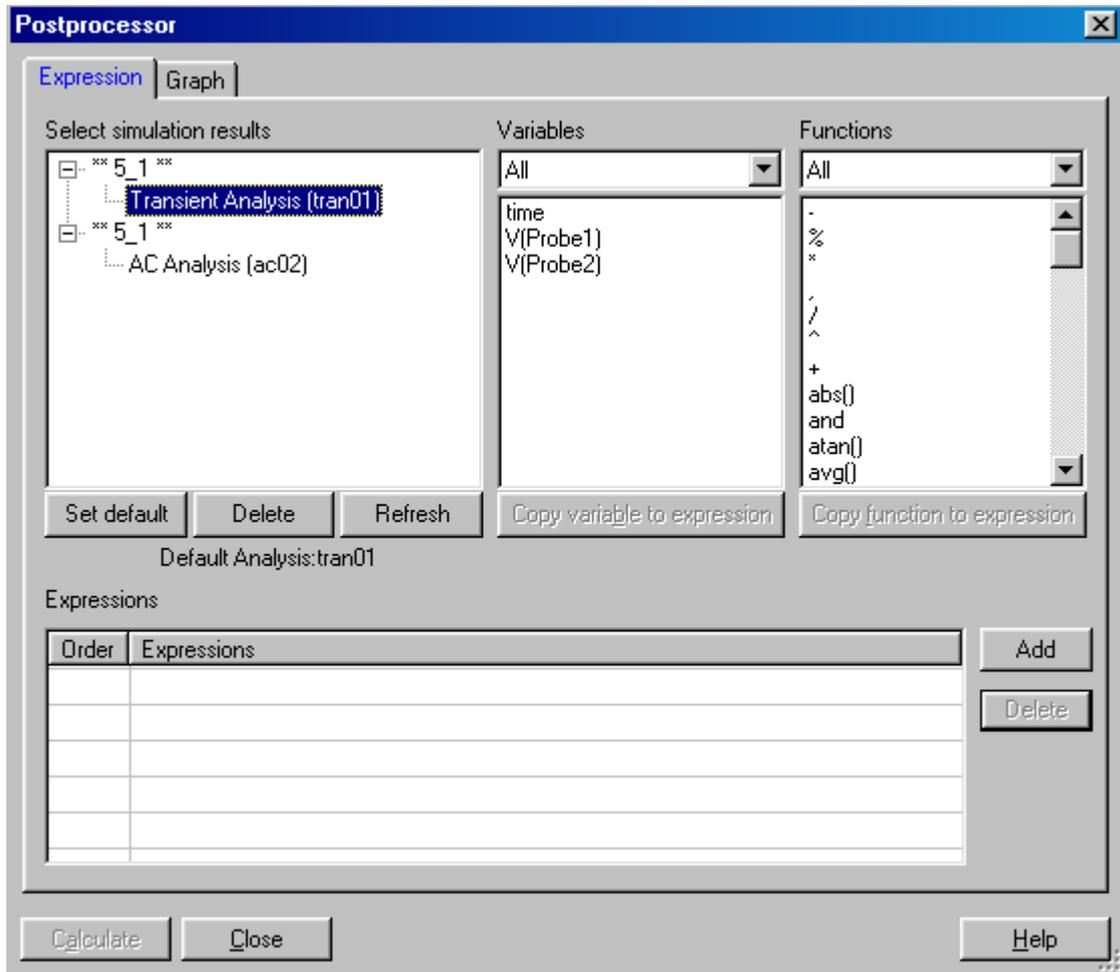 Postprocessor
Expression Graph
Select simulation results Variables Functions
** 5_1 **
Transient Analysis (tran01)
** 5_1 **
AC Analysis (ac02)
All
time
V(Probe1)
V(Probe2)
All
-
%
*
,
/
^
+
abs()
and
atan()
avg()
Set default Delete Refresh Copy variable to expression Copy function to expression
Default Analysis:tran01
Expressions
Order Expressions
Add
Delete
Calculate Close Help